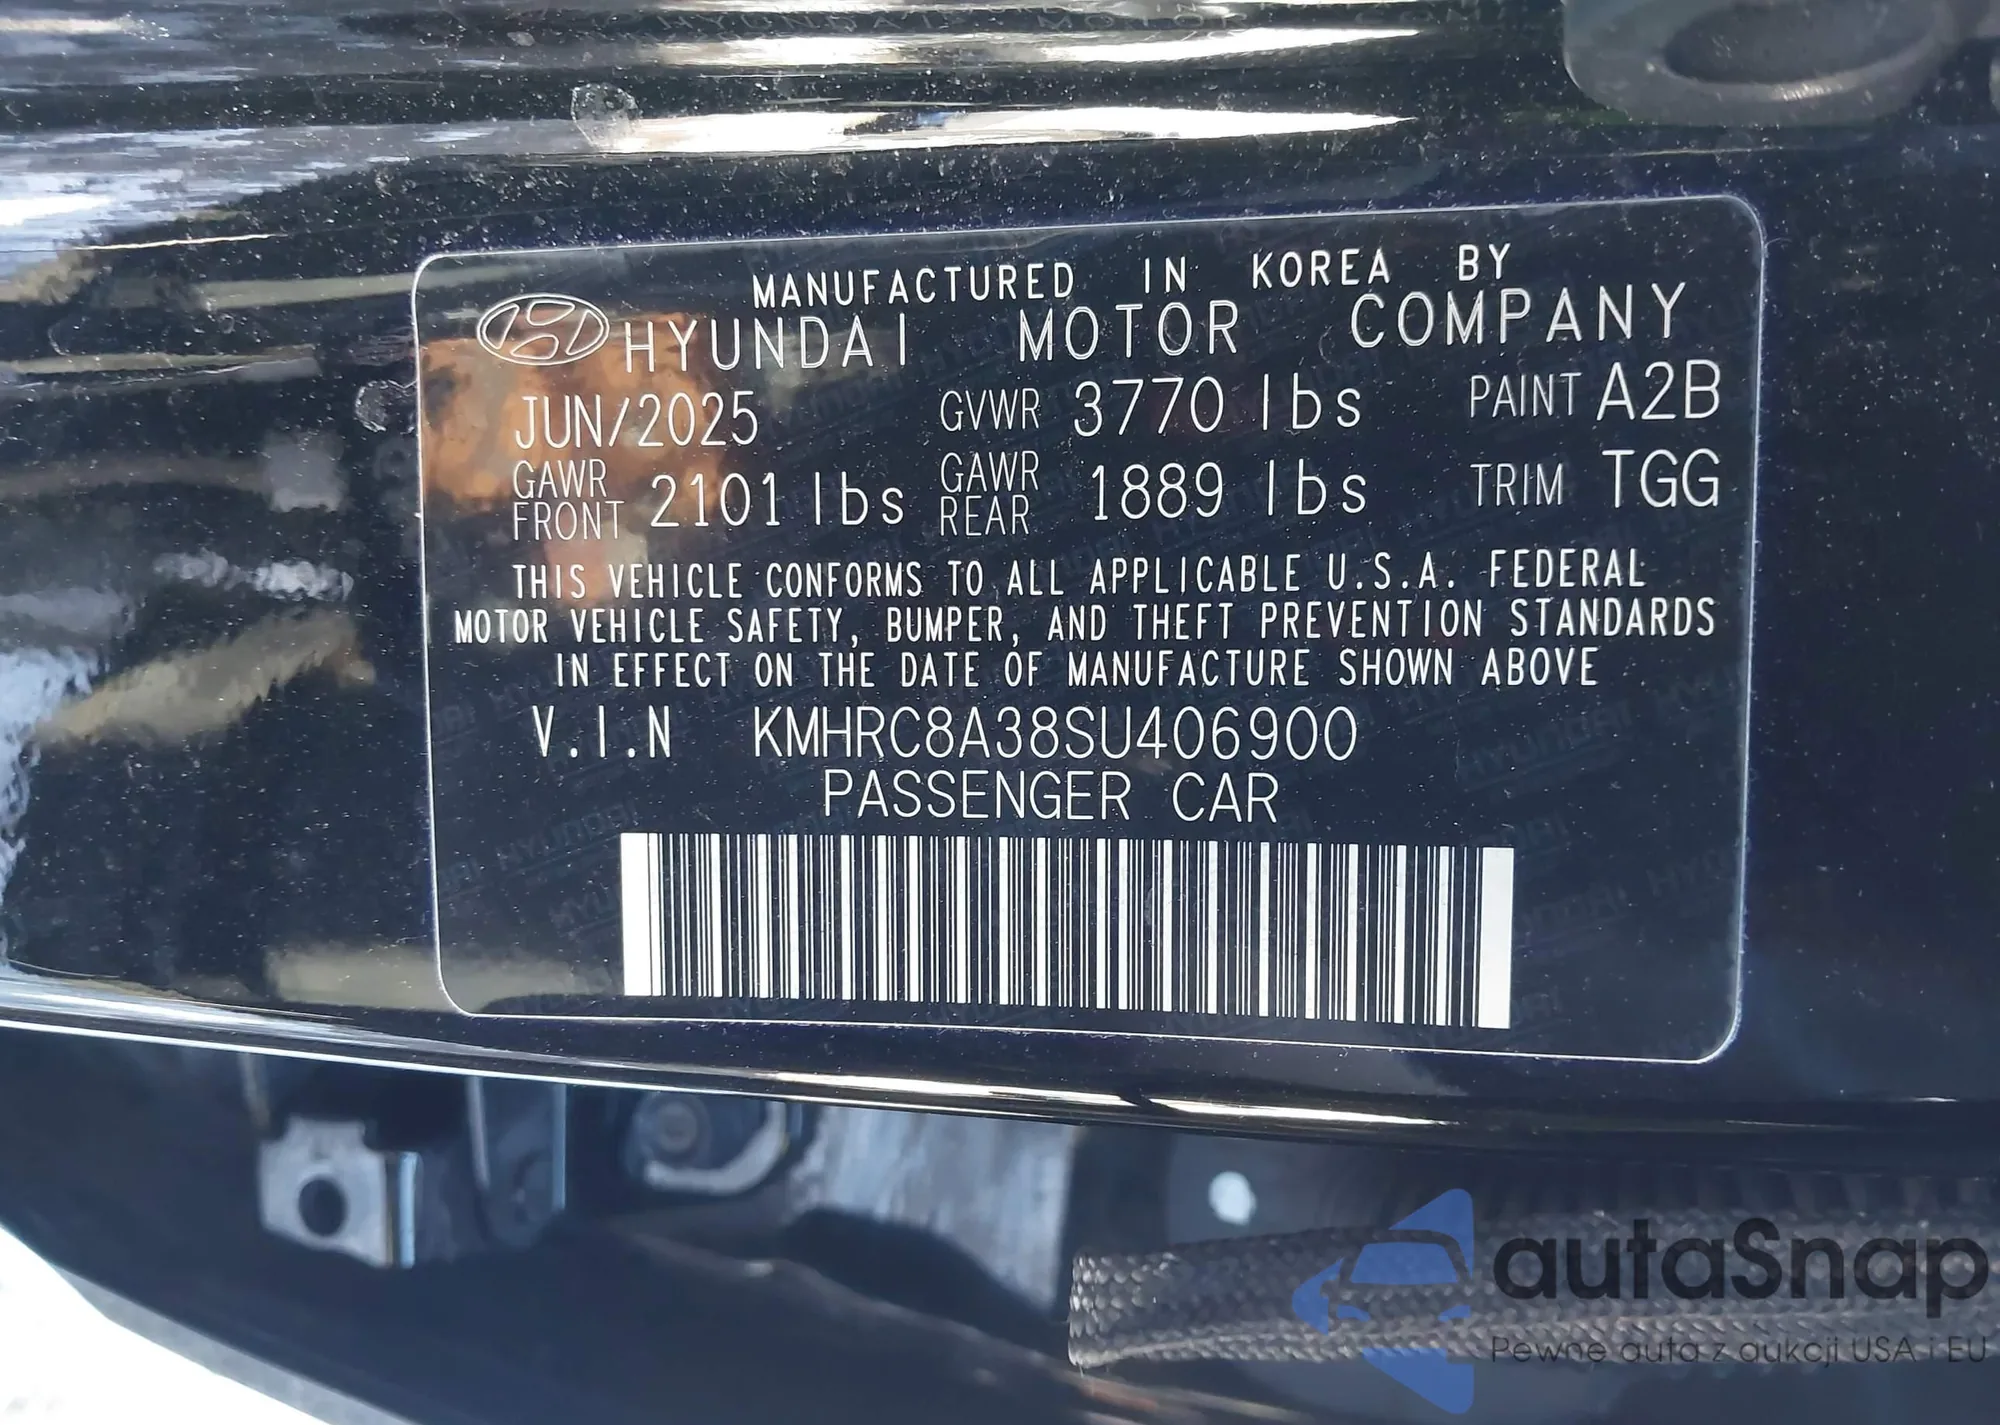 MANUFACTURED IN KOREA BY
HYUNDAI MOTOR COMPANY
JUN/2025 GVWR 3770 lbs PAINT A2B
GAWR FRONT 2101 lbs GAWR REAR 1889 lbs TRIM TGG
THIS VEHICLE CONFORMS TO ALL APPLICABLE U.S.A. FEDERAL
MOTOR VEHICLE SAFETY, BUMPER, AND THEFT PREVENTION STANDARDS
IN EFFECT ON THE DATE OF MANUFACTURE SHOWN ABOVE
V.I.N KMHRC8A38SU406900
PASSENGER CAR
autaSnap
Pewne auta z aukcji USA i EU